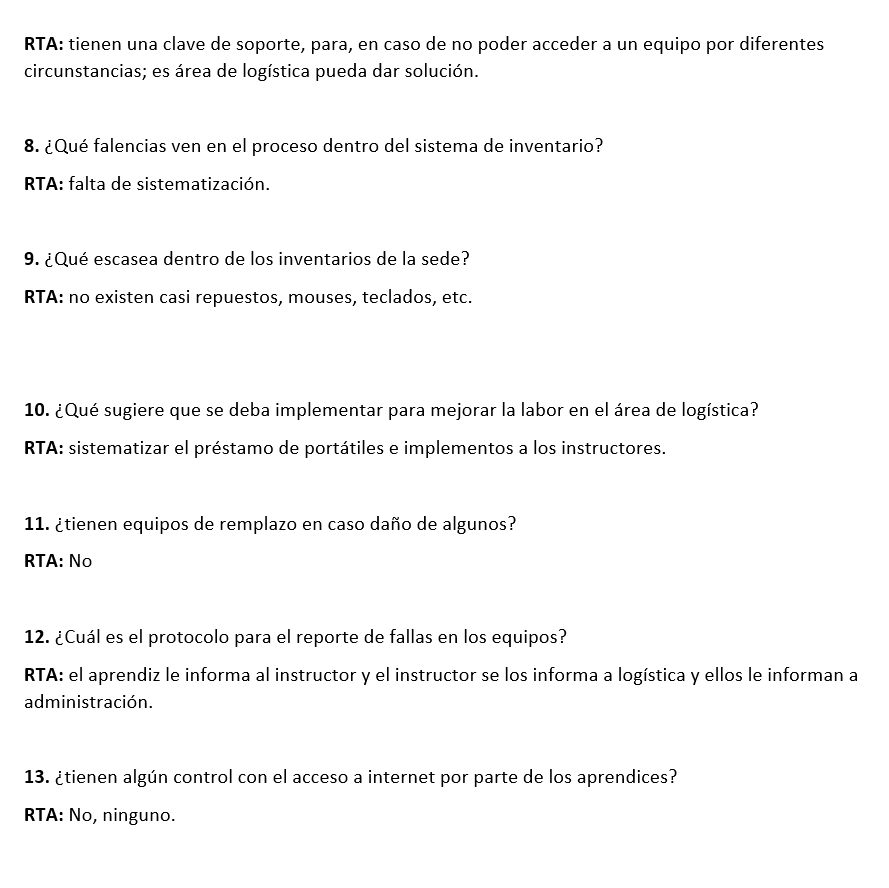 RTA: tienen una clave de soporte, para, en caso de no poder acceder a un equipo por diferentes
circunstancias; es área de logística pueda dar solución.
8. ¿Qué falencias ven en el proceso dentro del sistema de inventario?
RTA: falta de sistematización.
9. ¿Qué escasea dentro de los inventarios de la sede?
RTA: no existen casi repuestos, mouses, teclados, etc.
10. ¿Qué sugiere que se deba implementar para mejorar la labor en el área de logística?
RTA: sistematizar el préstamo de portátiles e implementos a los instructores.
11. ¿tienen equipos de remplazo en caso daño de algunos?
RTA: No
12. ¿Cuál es el protocolo para el reporte de fallas en los equipos?
RTA: el aprendiz le informa al instructor y el instructor se los informa a logística y ellos le informan a
administración.
13. ¿tienen algún control con el acceso a internet por parte de los aprendices?
RTA: No, ninguno.